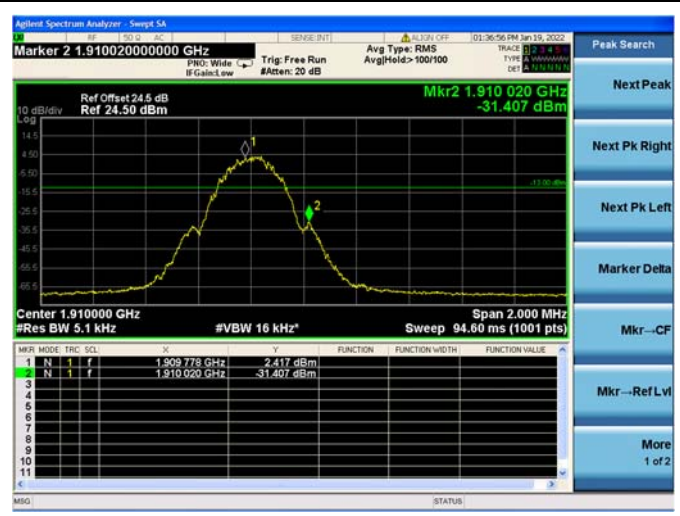 Agilent Spectrum Analyzer - Swept SA
RF 50 Ω AC SENSE:INT ALIGN OFF 01:36:56 PM Jan 19, 2022
Marker 2 1.910020000000 GHz
PNO: Wide
IFGain:Low
Trig: Free Run
#Atten: 20 dB
Avg Type: RMS
Avg|Hold:>100/100
TRACE 1 2 3 4 5 6
TYPE
DET A N N N N N
Peak Search
Next Peak
Next Pk Right
Next Pk Left
Marker Delta
Mkr→CF
Mkr→Ref Lvl
More
1 of 2
Mkr2 1.910 020 GHz
-31.407 dBm
Ref Offset 24.5 dB
10 dB/div Ref 24.50 dBm
Log
14.5
4.50
-5.50
-15.5
-25.5
-35.5
-45.5
-55.5
-65.5
1
2
-13.00 dBm
Center 1.910000 GHz Span 2.000 MHz
#Res BW 5.1 kHz #VBW 16 kHz* Sweep 94.60 ms (1001 pts)
MKR MODE TRC SCL X Y FUNCTION FUNCTION WIDTH FUNCTION VALUE
1 N 1 f 1.909 778 GHz 2.417 dBm
2 N 1 f 1.910 020 GHz -31.407 dBm
3
4
5
6
7
8
9
10
11
MSG STATUS